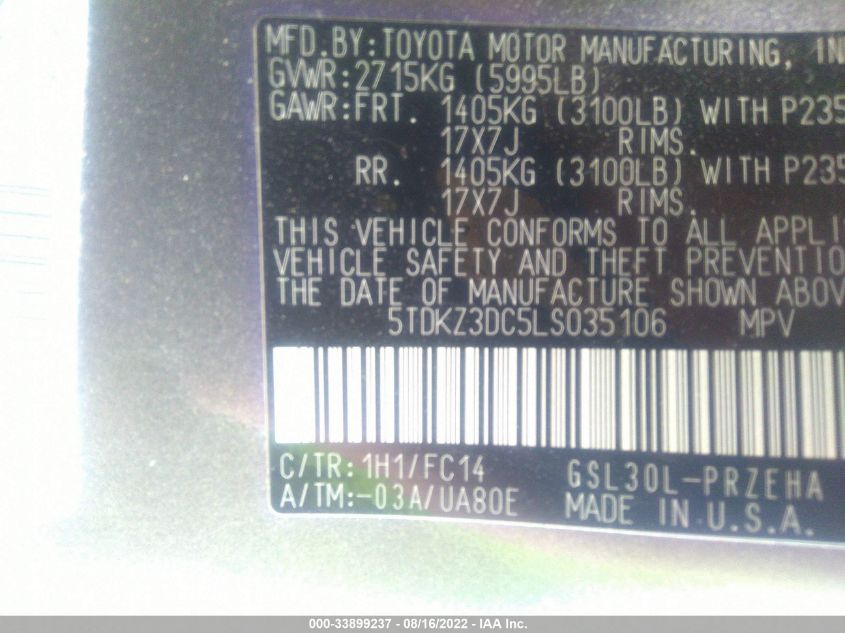 MFD.BY:TOYOTA MOTOR MANUFACTURING, IN
GVWR:2715KG (5995LB)
GAWR:FRT. 1405KG (3100LB) WITH P235
17X7J RIMS.
RR. 1405KG (3100LB) WITH P235
17X7J RIMS.
THIS VEHICLE CONFORMS TO ALL APPLI
VEHICLE SAFETY AND THEFT PREVENTIO
THE DATE OF MANUFACTURE SHOWN ABOV
5TDKZ3DC5LS035106 MPV
C/TR:1H1/FC14 GSL30L-PRZEHA
A/TM:-03A/UA80E MADE IN U.S.A.
000-33899237 - 08/16/2022 - IAA Inc.